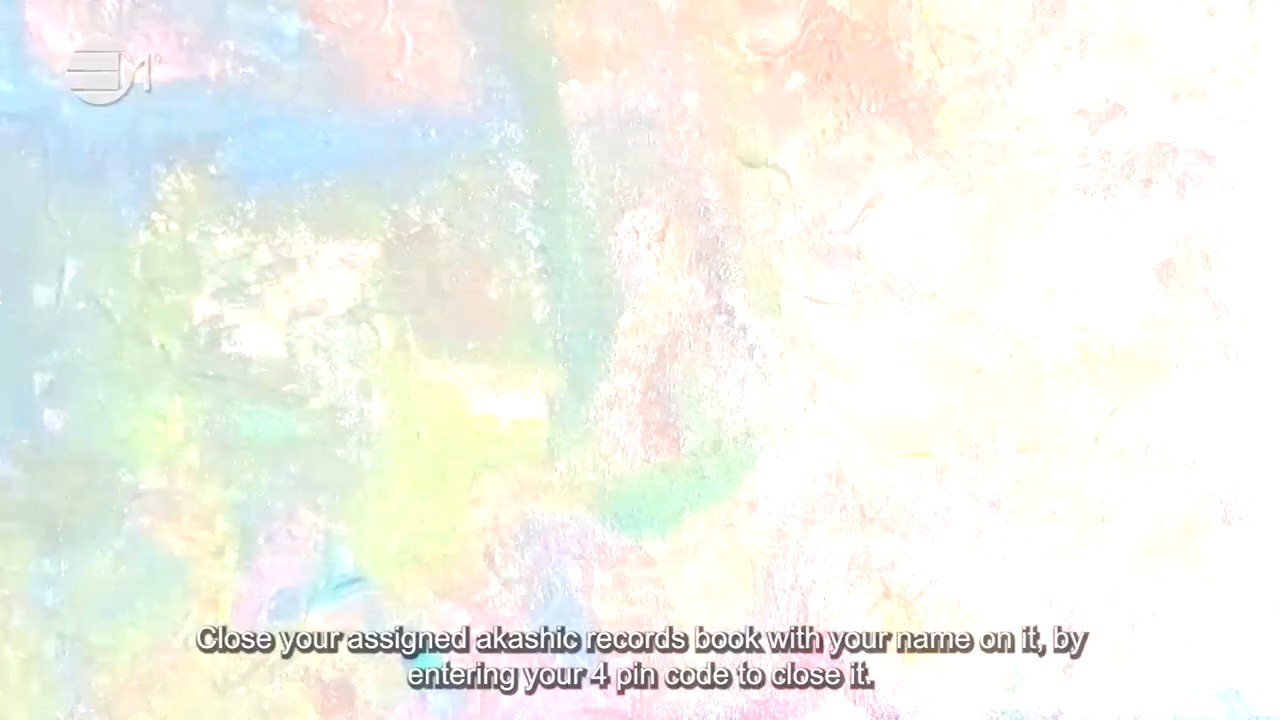 EM9
Close your assigned akashic records book with your name on it, by
entering your 4 pin code to close it.